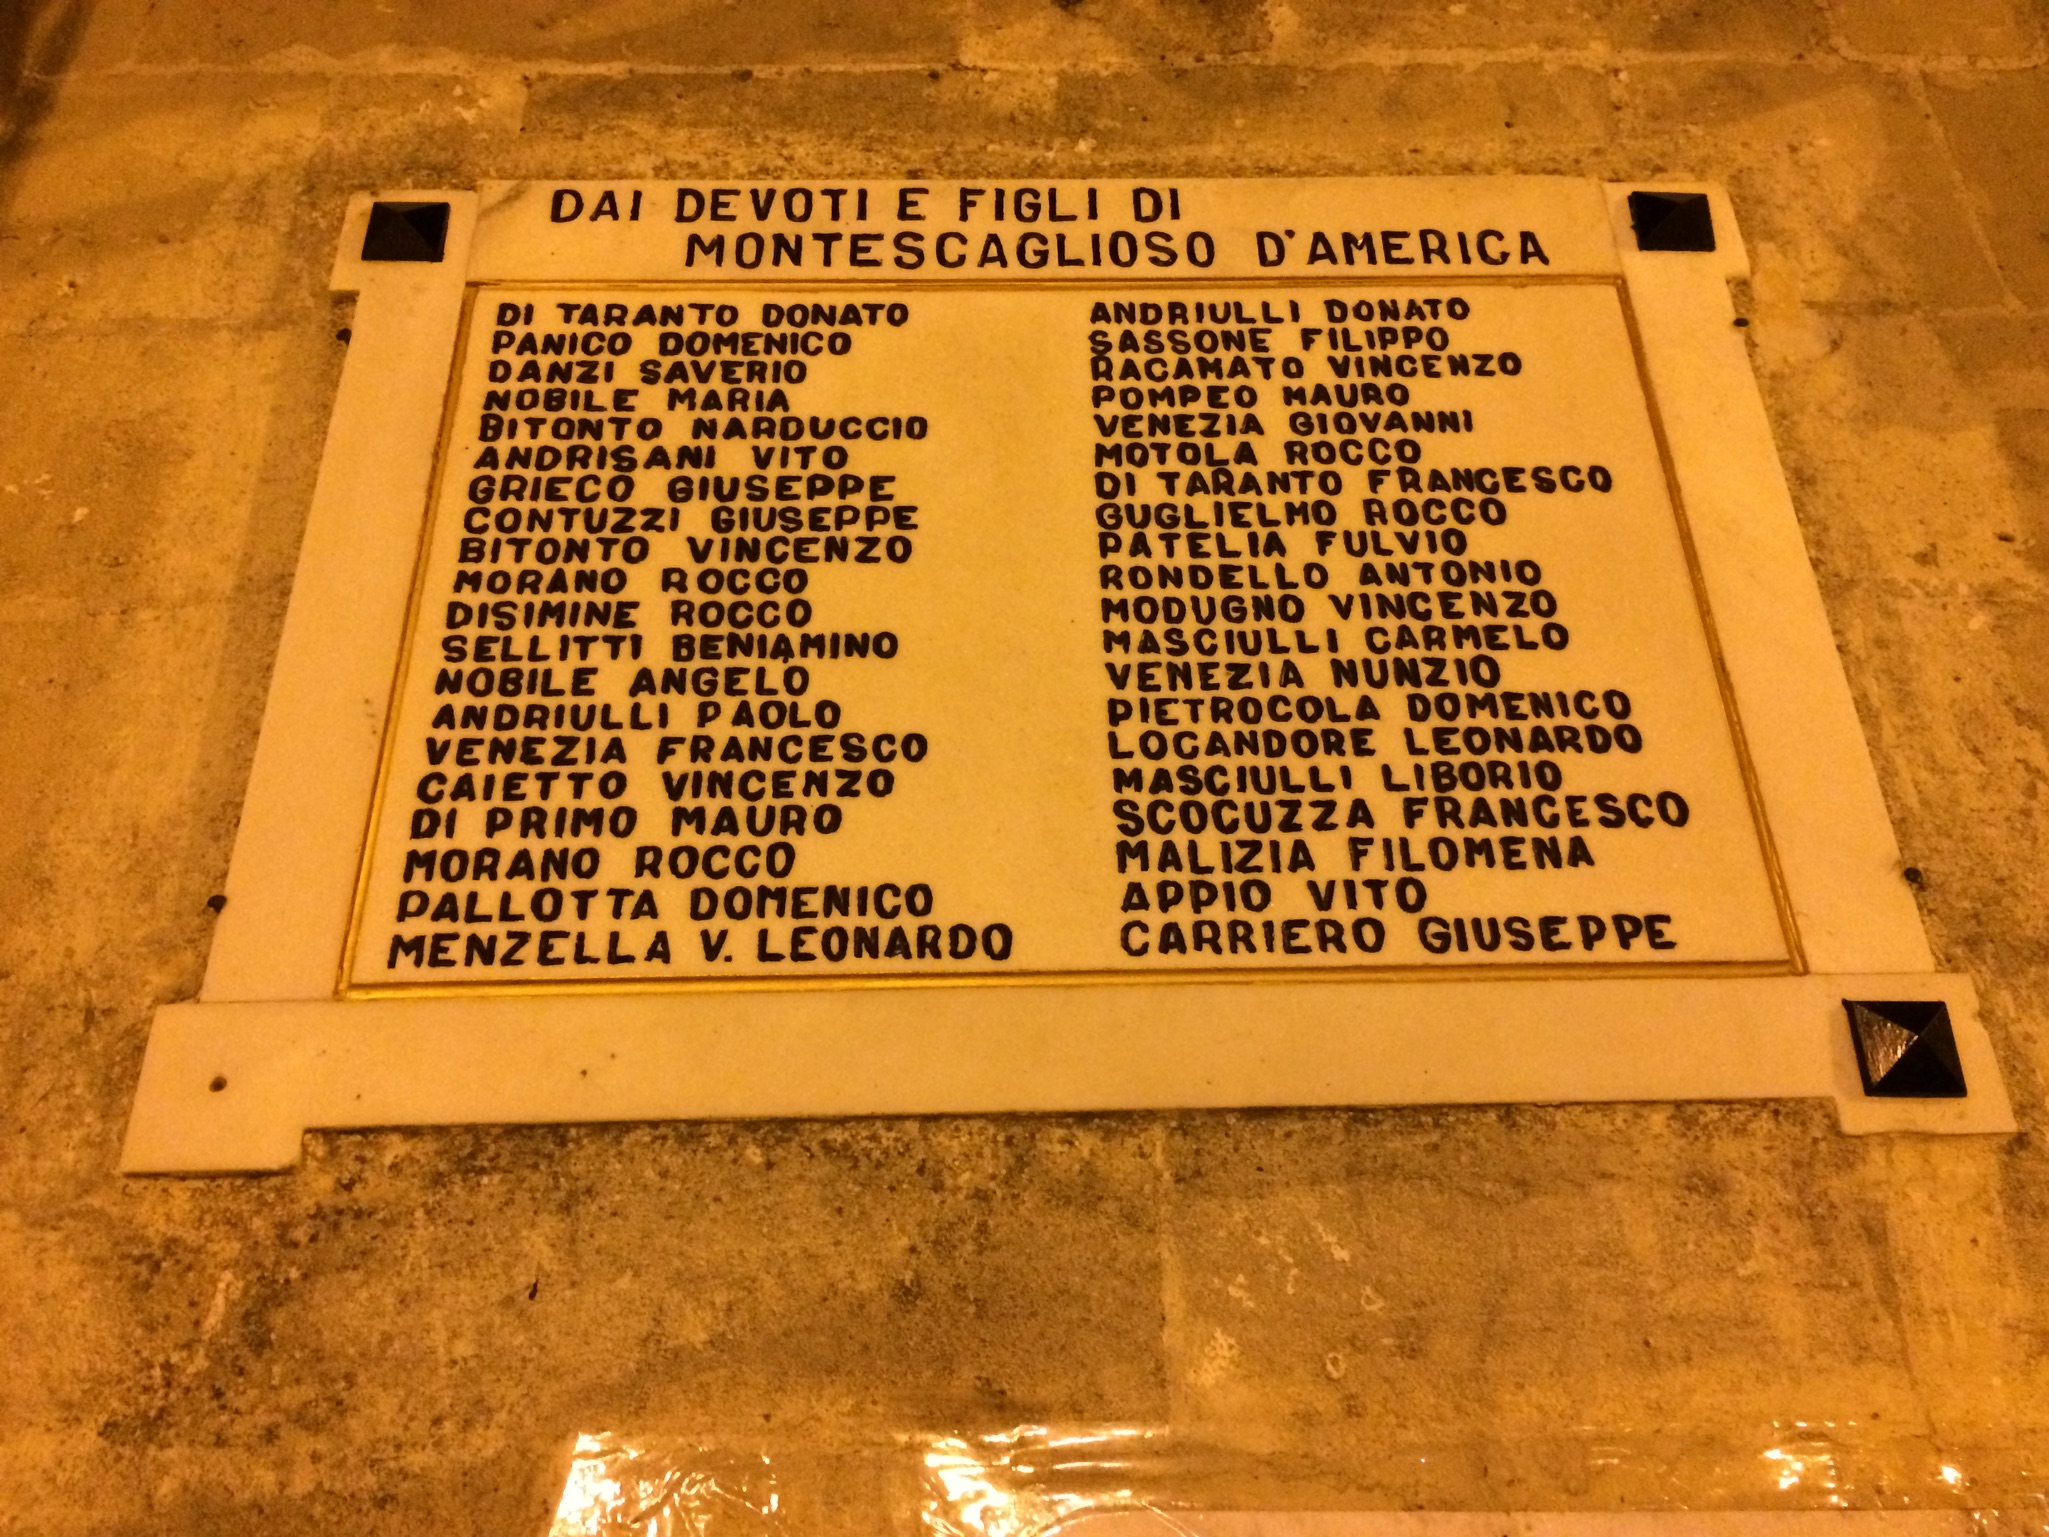 DAI DEVOTI E FIGLI DI
MONTESCAGLIOSO D'AMERICA
DI TARANTO DONATO
PANICO DOMENICO
DANZI SAVERIO
NOBILE MARIA
BITONTO NARDUCCIO
ANDRISANI VITO
GRIECO GIUSEPPE
CONTUZZI GIUSEPPE
BITONTO VINCENZO
MORANO ROCCO
DISIMINE ROCCO
SELLITTI BENIAMINO
NOBILE ANGELO
ANDRIULLI PAOLO
VENEZIA FRANCESCO
CAIETTO VINCENZO
DI PRIMO MAURO
MORANO ROCCO
PALLOTTA DOMENICO
MENZELLA V. LEONARDO
ANDRIULLI DONATO
SASSONE FILIPPO
RACAMATO VINCENZO
POMPEO MAURO
VENEZIA GIOVANNI
MOTOLA ROCCO
DI TARANTO FRANCESCO
GUGLIELMO ROCCO
PATELIA FULVIO
RONDELLO ANTONIO
MODUGNO VINCENZO
MASCIULLI CARMELO
VENEZIA NUNZIO
PIETROCOLA DOMENICO
LOCANDORE LEONARDO
MASCIULLI LIBORIO
SCOCUZZA FRANCESCO
MALIZIA FILOMENA
APPIO VITO
CARRIERO GIUSEPPE